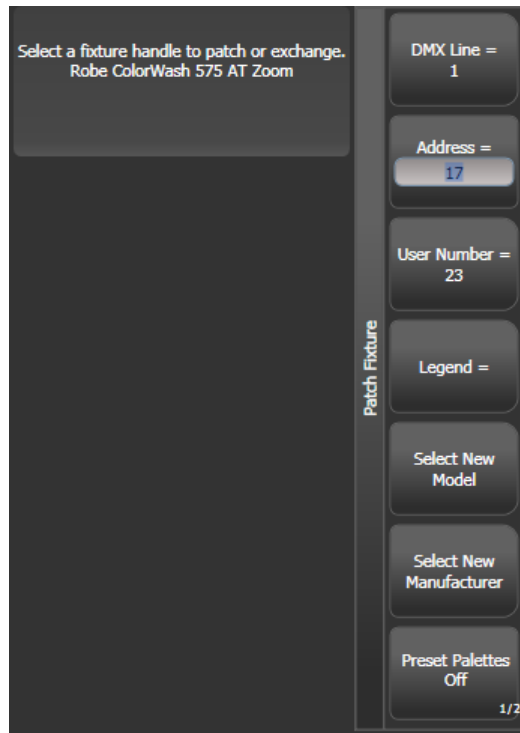 Select a fixture handle to patch or exchange.
Robe ColorWash 575 AT Zoom
Patch Fixture
DMX Line =
1
Address =
17
User Number =
23
Legend =
Select New
Model
Select New
Manufacturer
Preset Palettes
Off
1/2